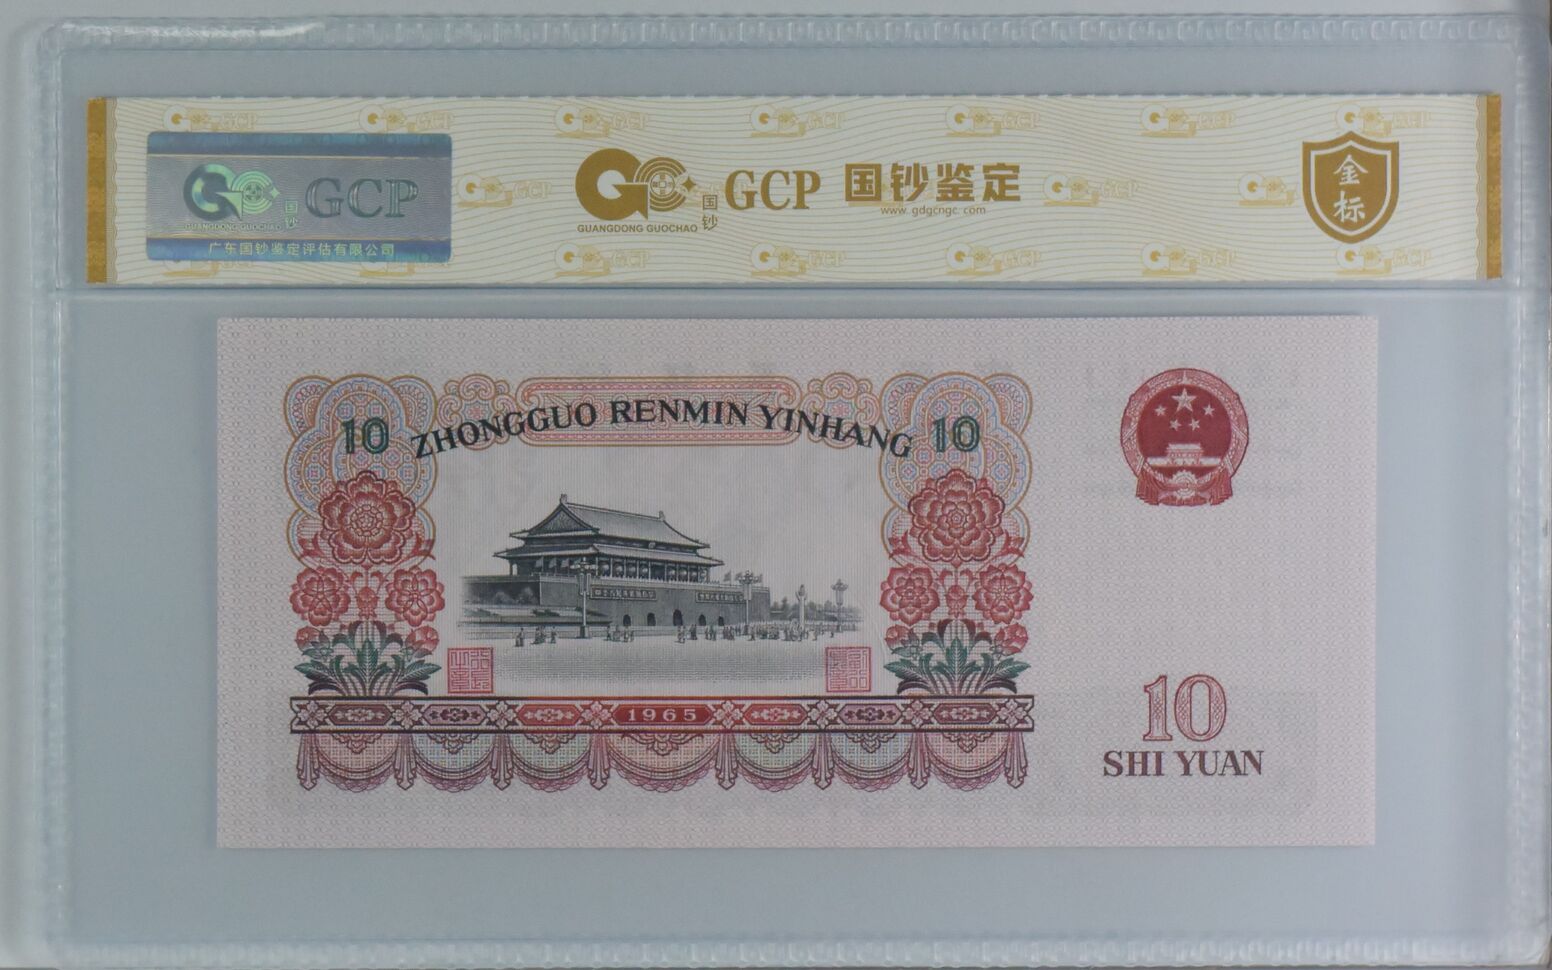 GCP
国钞
GUANGDONG GUOCHAO
广东国钞鉴定评估有限公司
GCP 国钞鉴定
国钞
www.gdgcngc.com
GUANGDONG GUOCHAO
金标
10 ZHONGGUO RENMIN YINHANG 10
1965
10
SHI YUAN